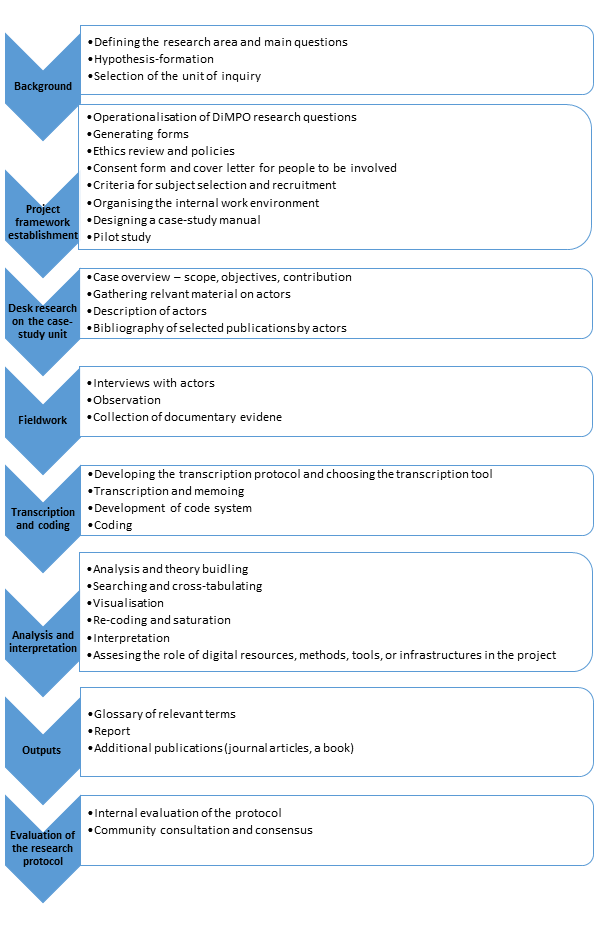 Background
•Defining the research area and main questions
•Hypothesis-formation
•Selection of the unit of inquiry
Project
framework
establishment
•Operationalisation of DiMPO research questions
•Generating forms
•Ethics review and policies
•Consent form and cover letter for people to be involved
•Criteria for subject selection and recruitment
•Organising the internal work environment
•Designing a case-study manual
•Pilot study
Desk research
on the case-
study unit
•Case overview – scope, objectives, contribution
•Gathering relvant material on actors
•Description of actors
•Bibliography of selected publications by actors
Fieldwork
•Interviews with actors
•Observation
•Collection of documentary evidene
Transcription
and coding
•Developing the transcription protocol and choosing the transcription tool
•Transcription and memoing
•Development of code system
•Coding
Analysis and
interpretation
•Analysis and theory buidling
•Searching and cross-tabulating
•Visualisation
•Re-coding and saturation
•Interpretation
•Assesing the role of digital resources, methods, tools, or infrastructures in the project
Outputs
•Glossary of relevant terms
•Report
•Additional publications (journal articles, a book)
Evaluation of
the research
protocol
•Internal evaluation of the protocol
•Community consultation and consensus